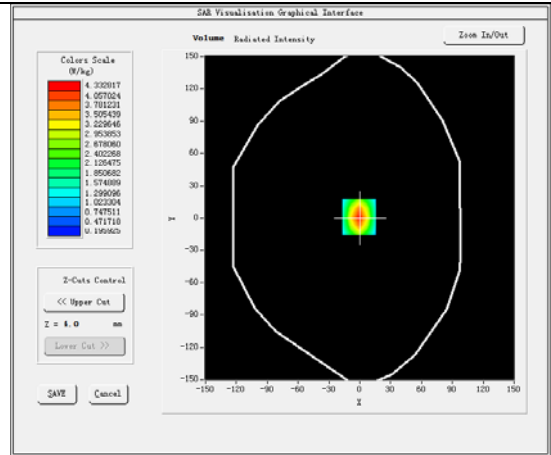 SAR Visualisation Graphical Interface
Volume Radiated Intensity
Zoom In/Out
Colors Scale
(W/kg)
4.332817
4.057024
3.781231
3.505439
3.229646
2.953853
2.678060
2.402268
2.126475
1.850682
1.574889
1.299096
1.023304
0.747511
0.471718
0.195925
150
120
90
60
30
0
-30
-60
-90
-120
-150
Y
-150 -120 -90 -60 -30 0 30 60 90 120 150
X
Z-Cuts Control
<< Upper Cut
Z = 4.0 mm
Lower Cut >>
SAVE Cancel